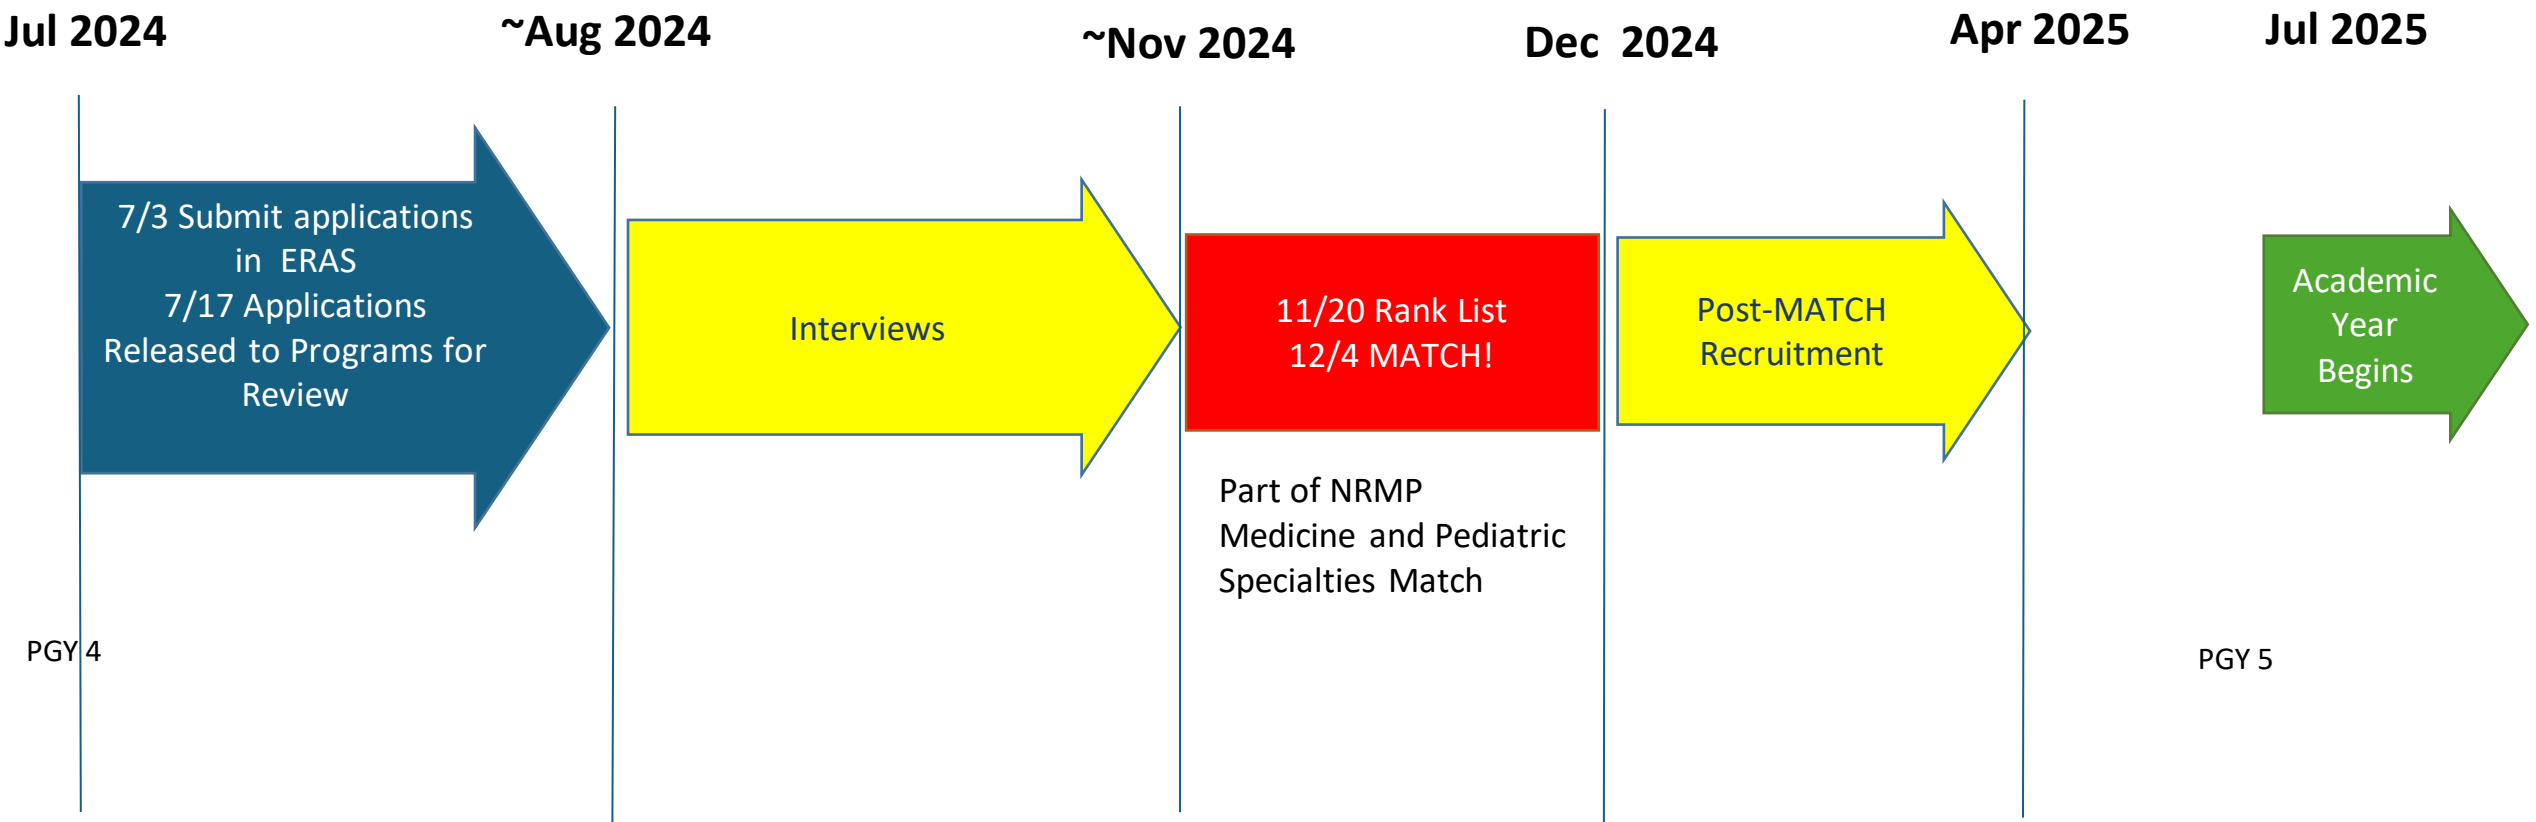 Jul 2024
~Aug 2024
~Nov 2024
Dec 2024
Apr 2025
Jul 2025
7/3 Submit applications
in ERAS
7/17 Applications
Released to Programs for
Review
Interviews
11/20 Rank List
12/4 MATCH!
Post-MATCH
Recruitment
Academic
Year
Begins
Part of NRMP
Medicine and Pediatric
Specialties Match
PGY 4
PGY 5